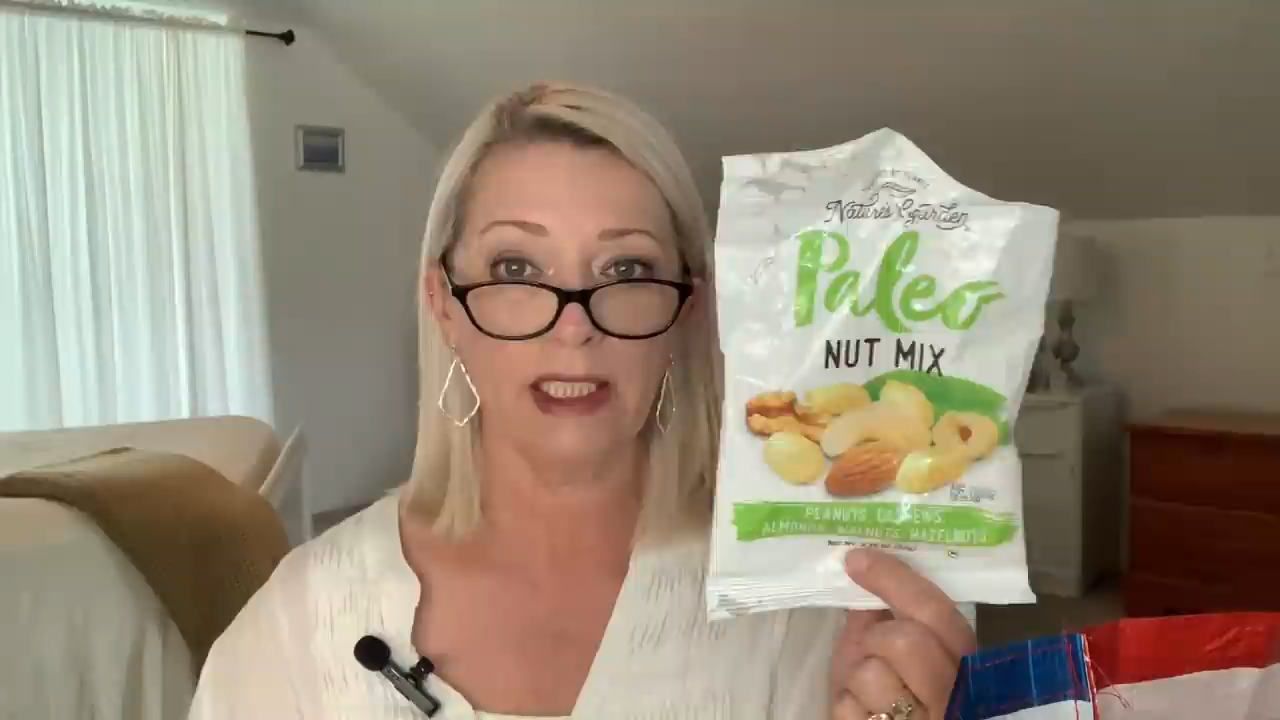 Nature's Garden
Paleo
NUT MIX
PEANUTS, CASHEWS,
ALMONDS, WALNUTS, HAZELNUTS